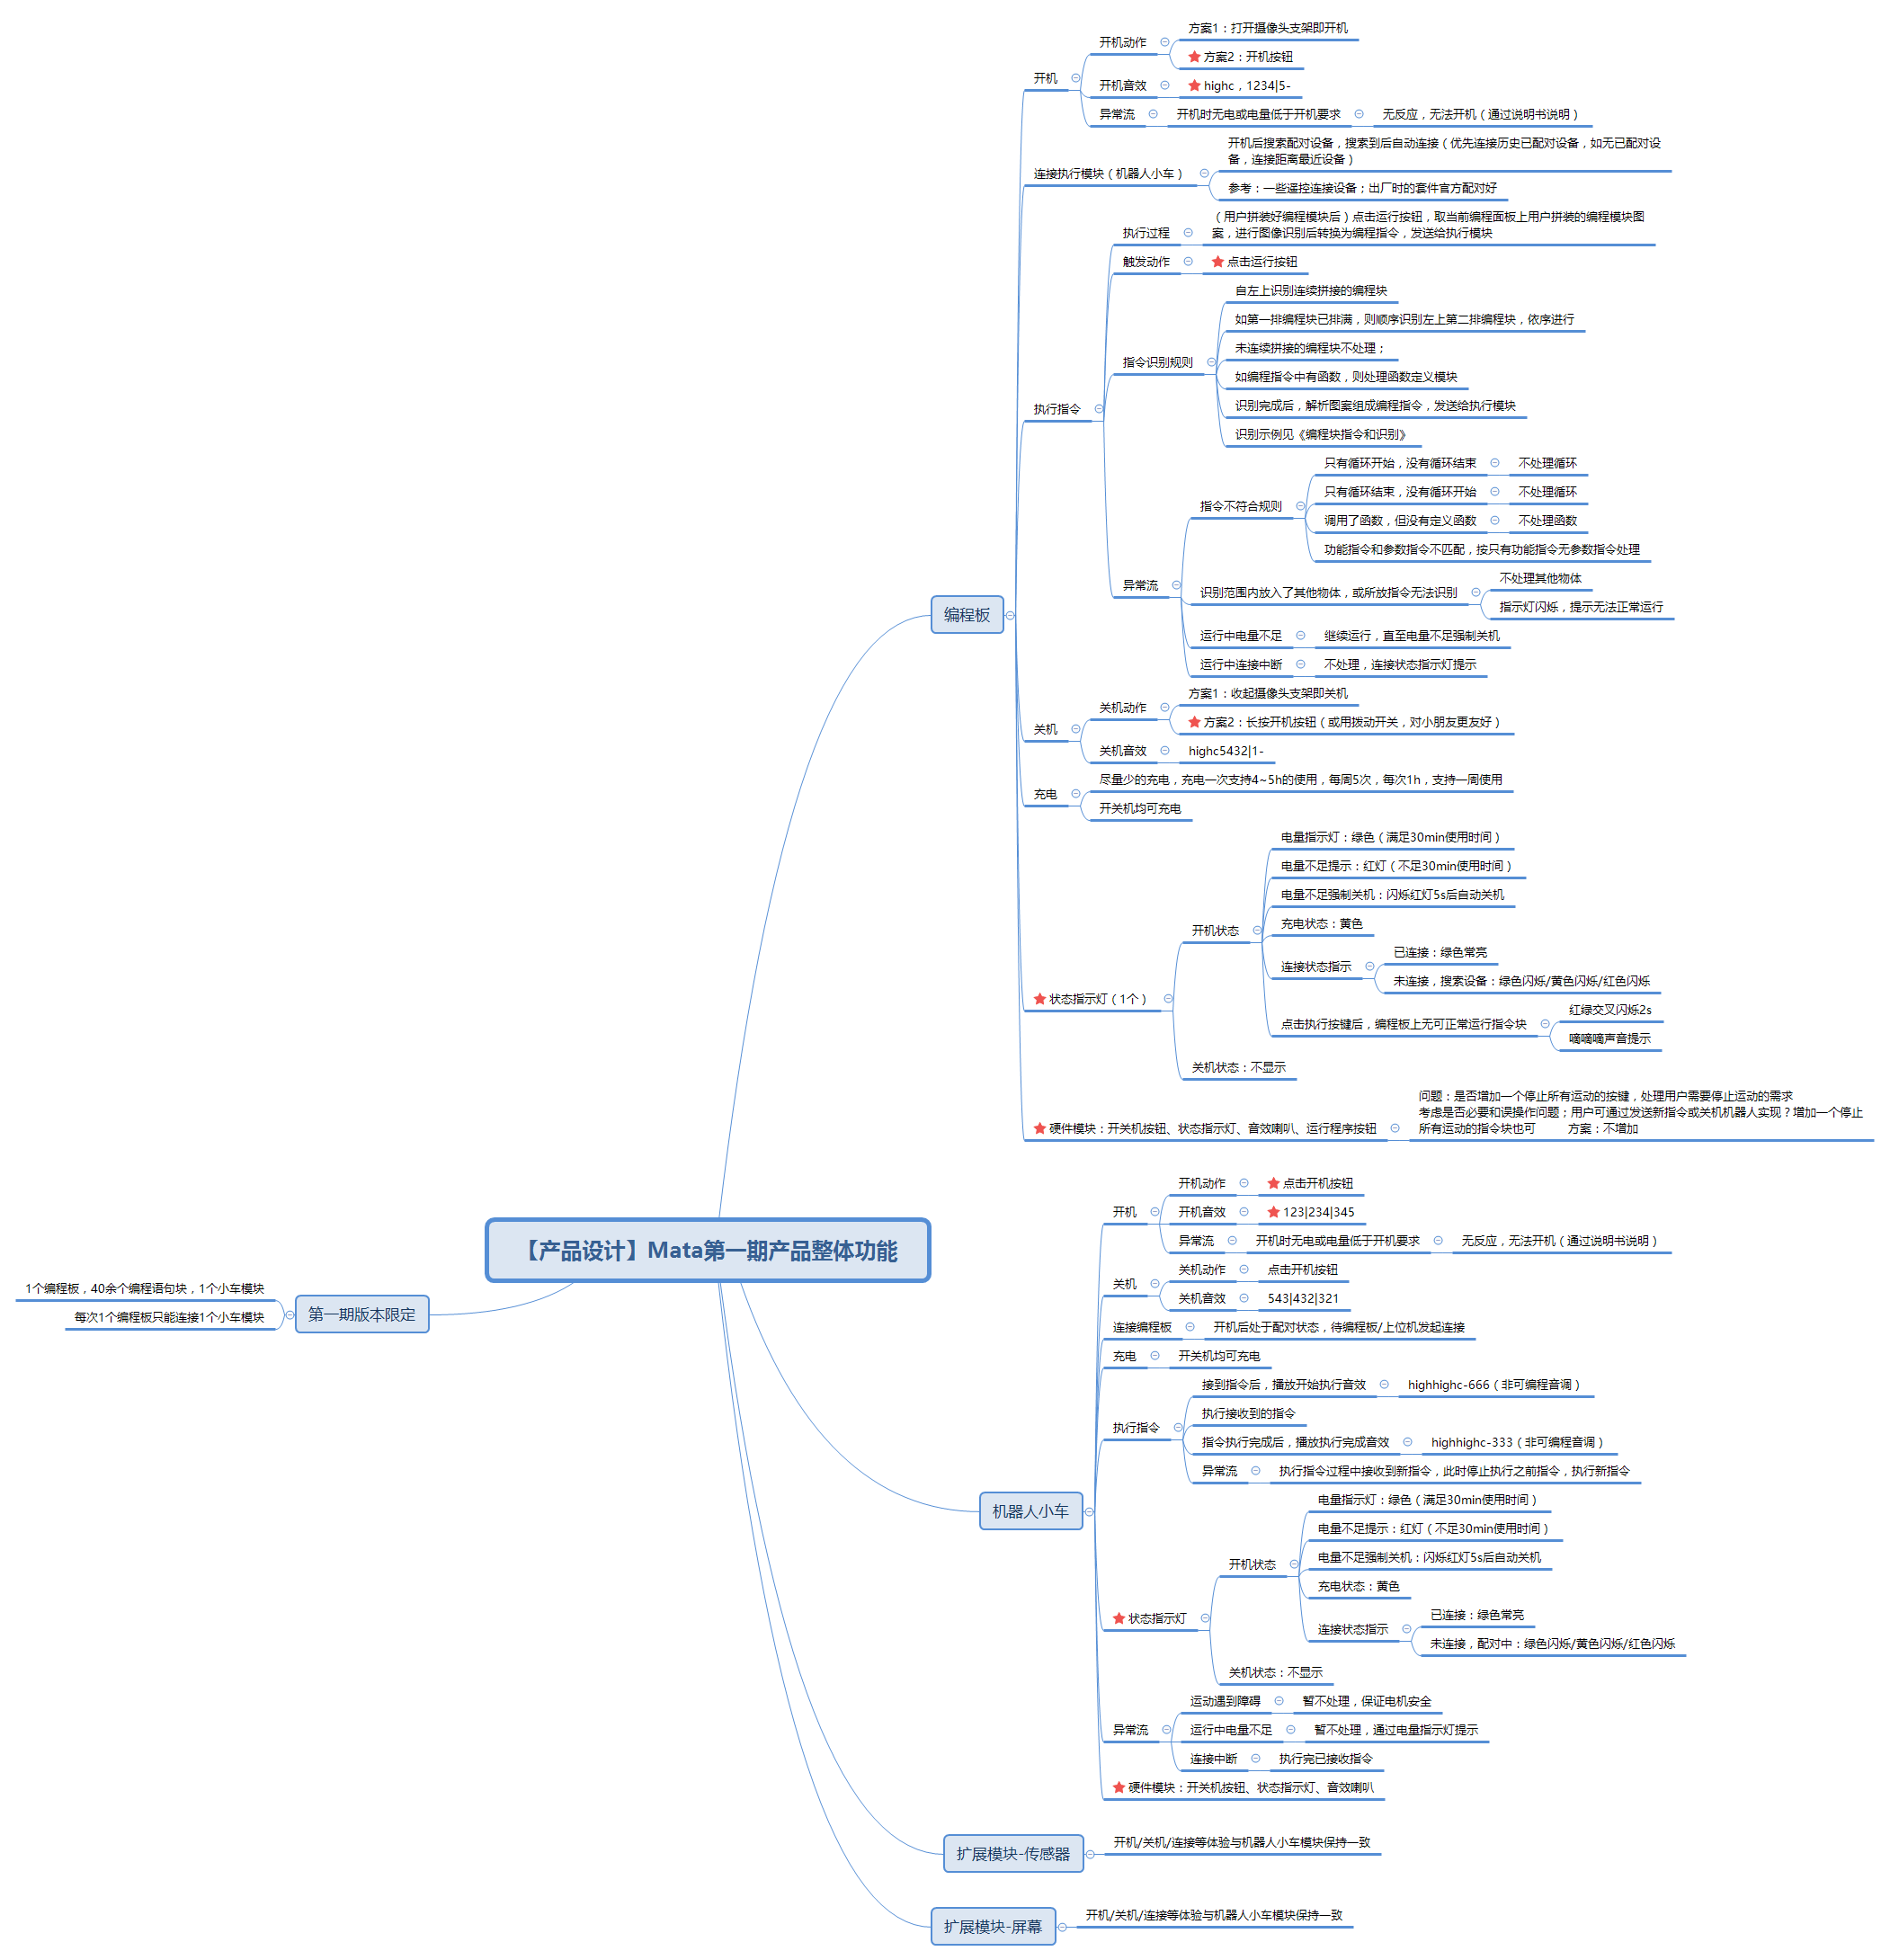 【产品设计】Mata第一期产品整体功能
编程板
开机
开机动作
方案1：打开摄像头支架即开机
方案2：开机按钮
开机音效
highc，1234|5-
异常流
开机时无电或电量低于开机要求
无反应，无法开机（通过说明书说明）
连接执行模块（机器人小车）
开机后搜索配对设备，搜索到后自动连接（优先连接历史已配对设备，如无已配对设
备，连接距离最近设备）
参考：一些遥控连接设备；出厂时的套件官方配对好
执行指令
执行过程
（用户拼装好编程模块后）点击运行按钮，取当前编程面板上用户拼装的编程模块图
案，进行图像识别后转换为编程指令，发送给执行模块
触发动作
点击运行按钮
指令识别规则
自左上识别连续拼接的编程块
如第一排编程块已排满，则顺序识别左上第二排编程块，依序进行
未连续拼接的编程块不处理；
如编程指令中有函数，则处理函数定义模块
识别完成后，解析图案组成编程指令，发送给执行模块
识别示例见《编程块指令和识别》
异常流
指令不符合规则
只有循环开始，没有循环结束
不处理循环
只有循环结束，没有循环开始
不处理循环
调用了函数，但没有定义函数
不处理函数
功能指令和参数指令不匹配，按只有功能指令无参数指令处理
识别范围内放入了其他物体，或所放指令无法识别
不处理其他物体
指示灯闪烁，提示无法正常运行
运行中电量不足
继续运行，直至电量不足强制关机
运行中连接中断
不处理，连接状态指示灯提示
关机
关机动作
方案1：收起摄像头支架即关机
方案2：长按开机按钮（或用拨动开关，对小朋友更友好）
关机音效
highc5432|1-
充电
尽量少的充电，充电一次支持4~5h的使用，每周5次，每次1h，支持一周使用
开关机均可充电
状态指示灯（1个）
开机状态
电量指示灯：绿色（满足30min使用时间）
电量不足提示：红灯（不足30min使用时间）
电量不足强制关机：闪烁红灯5s后自动关机
充电状态：黄色
连接状态指示
已连接：绿色常亮
未连接，搜索设备：绿色闪烁/黄色闪烁/红色闪烁
点击执行按键后，编程板上无可正常运行指令块
红绿交叉闪烁2s
嘀嘀嘀声音提示
关机状态：不显示
硬件模块：开关机按钮、状态指示灯、音效喇叭、运行程序按钮
问题：是否增加一个停止所有运动的按键，处理用户需要停止运动的需求
考虑是否必要和误操作问题；用户可通过发送新指令或关机机器人实现？增加一个停止
所有运动的指令块也可 方案：不增加
机器人小车
开机
开机动作
点击开机按钮
开机音效
123|234|345
异常流
开机时无电或电量低于开机要求
无反应，无法开机（通过说明书说明）
关机
关机动作
点击开机按钮
关机音效
543|432|321
连接编程板
开机后处于配对状态，待编程板/上位机发起连接
充电
开关机均可充电
执行指令
接到指令后，播放开始执行音效
highhighc-666（非可编程音调）
执行接收到的指令
指令执行完成后，播放执行完成音效
highhighc-333（非可编程音调）
异常流
执行指令过程中接收到新指令，此时停止执行之前指令，执行新指令
状态指示灯
开机状态
电量指示灯：绿色（满足30min使用时间）
电量不足提示：红灯（不足30min使用时间）
电量不足强制关机：闪烁红灯5s后自动关机
充电状态：黄色
连接状态指示
已连接：绿色常亮
未连接，配对中：绿色闪烁/黄色闪烁/红色闪烁
关机状态：不显示
异常流
运动遇到障碍
暂不处理，保证电机安全
运行中电量不足
暂不处理，通过电量指示灯提示
连接中断
执行完已接收指令
硬件模块：开关机按钮、状态指示灯、音效喇叭
扩展模块-传感器
开机/关机/连接等体验与机器人小车模块保持一致
扩展模块-屏幕
开机/关机/连接等体验与机器人小车模块保持一致
第一期版本限定
1个编程板，40余个编程语句块，1个小车模块
每次1个编程板只能连接1个小车模块